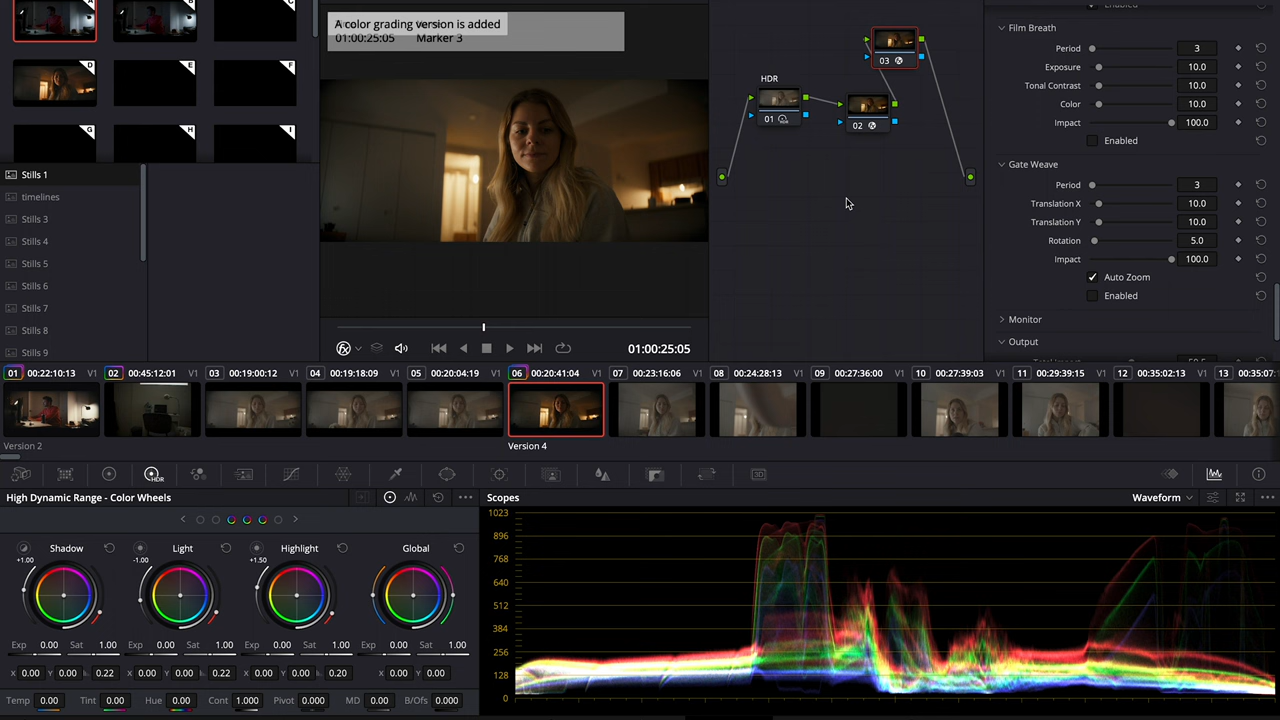 A
B
C
D
E
F
G
H
I
Stills 1
timelines
Stills 3
Stills 4
Stills 5
Stills 6
Stills 7
Stills 8
Stills 9
A color grading version is added
01:00:25:05 Marker 3
01:00:25:05
HDR
01
02
03
Enabled
Film Breath
Period 3
Exposure 10.0
Tonal Contrast 10.0
Color 10.0
Impact 100.0
Enabled
Gate Weave
Period 3
Translation X 10.0
Translation Y 10.0
Rotation 5.0
Impact 100.0
Auto Zoom
Enabled
Monitor
Output
01 00:22:10:13 V1
02 00:45:12:01 V1
03 00:19:00:12 V1
04 00:19:18:09 V1
05 00:20:04:19 V1
06 00:20:41:04 V1
07 00:23:16:06 V1
08 00:24:28:13 V1
09 00:27:36:00 V1
10 00:27:39:03 V1
11 00:29:39:15 V1
12 00:35:02:13 V1
13 00:35:07:
Version 2
Version 4
HDR
3D
High Dynamic Range - Color Wheels
Shadow
Light
Highlight
Global
+1.00
-1.00
+1.50
Exp 0.00 Sat 1.00
Exp 0.00 Sat 1.00
Exp 0.00 Sat 1.00
Exp 0.00 Sat 1.00
X 0.00 Y 0.00 0.22
X 0.00 Y 0.00 0.22
X 0.00 Y 0.00 0.20
X 0.00 Y 0.00
Temp 0.00 Tint 0.00 Hue 0.00 Cont 1.000 Pivot 0.000 MD 0.00 B/Ofs 0.000
Scopes
Waveform
1023
896
768
640
512
384
256
128
0